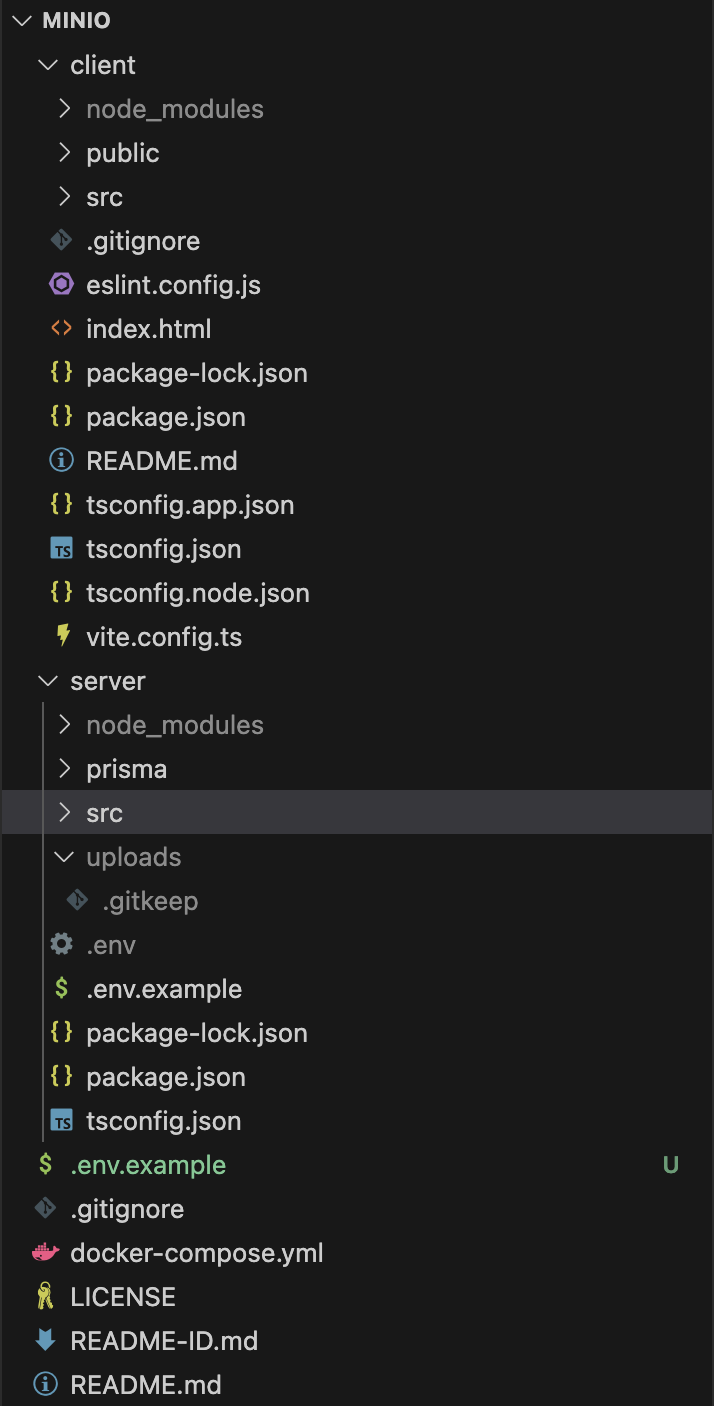 MINIO
client
node_modules
public
src
.gitignore
eslint.config.js
index.html
package-lock.json
package.json
README.md
tsconfig.app.json
tsconfig.json
tsconfig.node.json
vite.config.ts
server
node_modules
prisma
src
uploads
.gitkeep
.env
.env.example
package-lock.json
package.json
tsconfig.json
.env.example U
.gitignore
docker-compose.yml
LICENSE
README-ID.md
README.md